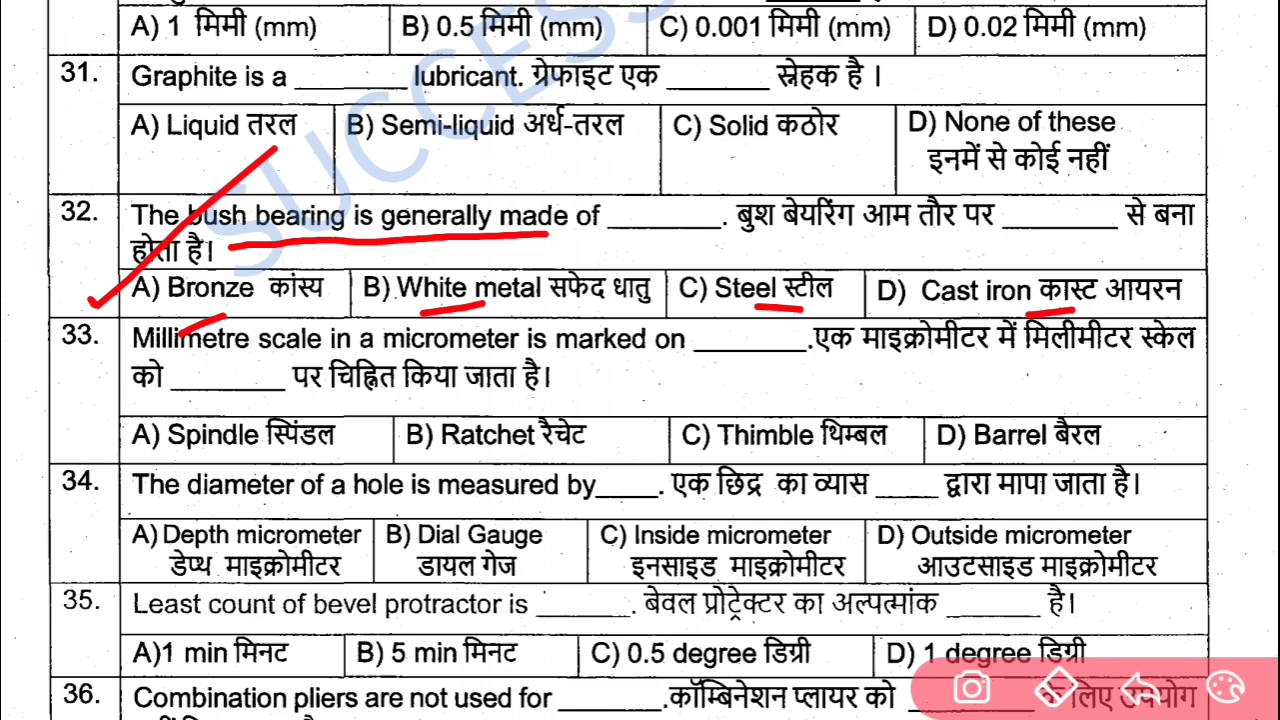 A) 1 मिमी (mm) B) 0.5 मिमी (mm) C) 0.001 मिमी (mm) D) 0.02 मिमी (mm)
31. Graphite is a ________ lubricant. ग्रेफाइट एक ________ स्नेहक है ।
A) Liquid तरल B) Semi-liquid अर्ध-तरल C) Solid कठोर D) None of these
इनमें से कोई नहीं
SUCCESS
32. The bush bearing is generally made of ________. बुश बेयरिंग आम तौर पर ________ से बना
होता है।
A) Bronze कांस्य B) White metal सफेद धातु C) Steel स्टील D) Cast iron कास्ट आयरन
33. Millimetre scale in a micrometer is marked on ________.एक माइक्रोमीटर में मिलीमीटर स्केल
को ________ पर चिह्नित किया जाता है।
A) Spindle स्पिंडल B) Ratchet रैचेट C) Thimble थिम्बल D) Barrel बैरल
34. The diameter of a hole is measured by____. एक छिद्र का व्यास ____ द्वारा मापा जाता है।
A) Depth micrometer B) Dial Gauge C) Inside micrometer D) Outside micrometer
डेप्थ माइक्रोमीटर डायल गेज इनसाइड माइक्रोमीटर आउटसाइड माइक्रोमीटर
35. Least count of bevel protractor is _______ . बेवल प्रोट्रेक्टर का अल्पत्मांक _______ है।
A)1 min मिनट B) 5 min मिनट C) 0.5 degree डिग्री D) 1 degree डिग्री
36. Combination pliers are not used for ________.कॉम्बिनेशन प्लायर को ________ के लिए उपयोग